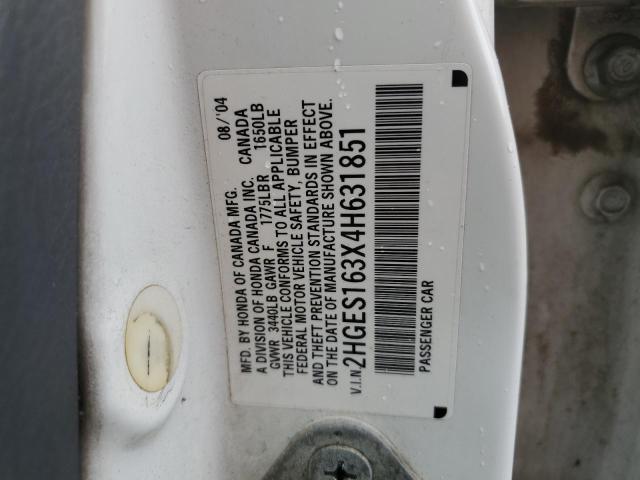 MFD. BY HONDA OF CANADA MFG. 08/'04
A DIVISION OF HONDA CANADA INC. CANADA
GVWR 3440LB GAWR F 1775LB R 1650LB
THIS VEHICLE CONFORMS TO ALL APPLICABLE
FEDERAL MOTOR VEHICLE SAFETY, BUMPER
AND THEFT PREVENTION STANDARDS IN EFFECT
ON THE DATE OF MANUFACTURE SHOWN ABOVE.
V.I.N. 2HGES163X4H631851
PASSENGER CAR